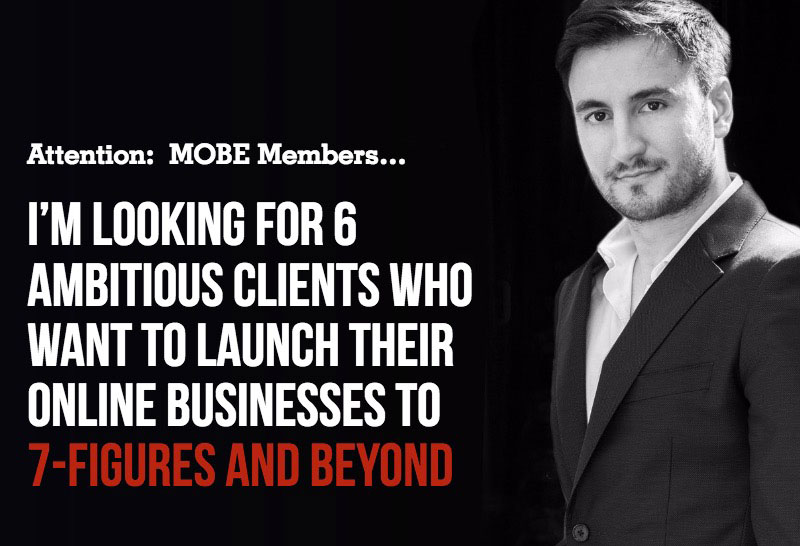 Attention:  MOBE Members...
I'M LOOKING FOR 6
AMBITIOUS CLIENTS WHO
WANT TO LAUNCH THEIR
ONLINE BUSINESSES TO
7-FIGURES AND BEYOND